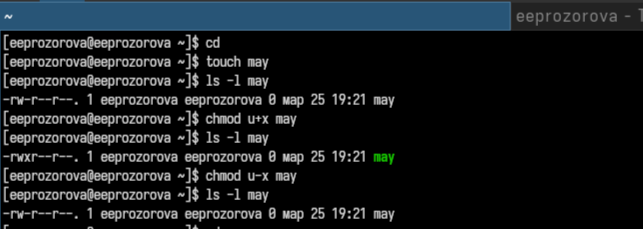 ~ eeprozorova –
[eeprozorova@eeprozorova ~]$ cd
[eeprozorova@eeprozorova ~]$ touch may
[eeprozorova@eeprozorova ~]$ ls -l may
-rw-r--r--. 1 eeprozorova eeprozorova 0 мар 25 19:21 may
[eeprozorova@eeprozorova ~]$ chmod u+x may
[eeprozorova@eeprozorova ~]$ ls -l may
-rwxr--r--. 1 eeprozorova eeprozorova 0 мар 25 19:21 may
[eeprozorova@eeprozorova ~]$ chmod u-x may
[eeprozorova@eeprozorova ~]$ ls -l may
-rw-r--r--. 1 eeprozorova eeprozorova 0 мар 25 19:21 may